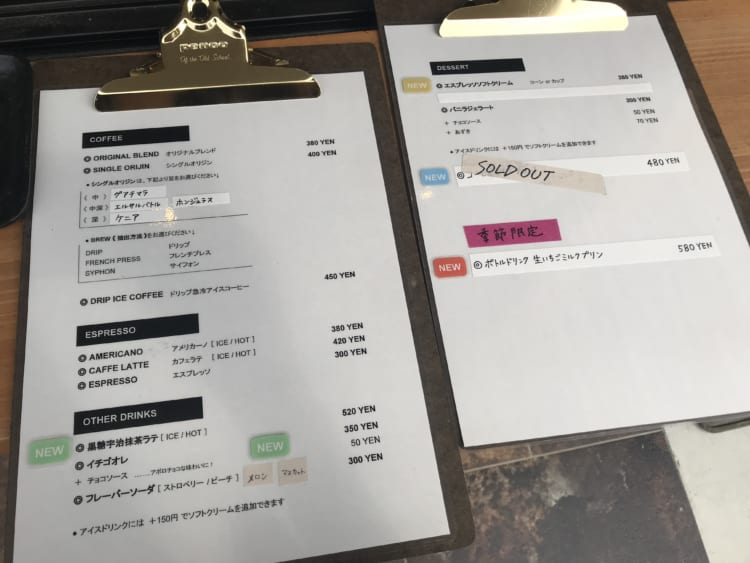 PENCO
Of the Old School
COFFEE
◎ ORIGINAL BLEND オリジナルブレンド 380 YEN
◎ SINGLE ORIJIN シングルオリジン 400 YEN
● シングルオリジンは、下記より豆をお選びください」
〈 中 〉 グアテマラ
〈中深〉 エルサルバドル ホンジュラス
〈 深 〉 ケニア
● BREW《抽出方法》をお選びください」
DRIP ドリップ
FRENCH PRESS フレンチプレス
SYPHON サイフォン
◎ DRIP ICE COFFEE ドリップ急冷アイスコーヒー 450 YEN
ESPRESSO
◎ AMERICANO アメリカーノ [ ICE / HOT ] 380 YEN
◎ CAFFE LATTE カフェラテ [ ICE / HOT ] 420 YEN
◎ ESPRESSO エスプレッソ 300 YEN
OTHER DRINKS
NEW ◎ 黒糖宇治抹茶ラテ [ ICE / HOT ] 520 YEN
◎ イチゴオレ 350 YEN
+ チョコソース ……アポロチョコな味わいに! 50 YEN
NEW
◎ フレーバーソーダ [ ストロベリー / ピーチ ] メロン マスカット 300 YEN
● アイスドリンクには +150円 でソフトクリームを追加できます
DESSERT
NEW ◎ エスプレッソソフトクリーム コーン or カップ 380 YEN
◎ バニラジェラート 300 YEN
+ チョコソース 50 YEN
+ あずき 70 YEN
● アイスドリンクには +150円 でソフトクリームを追加できます
NEW ◎ SOLD OUT 480 YEN
季節限定
NEW ◎ ボトルドリンク 生いちごミルクプリン 580 YEN